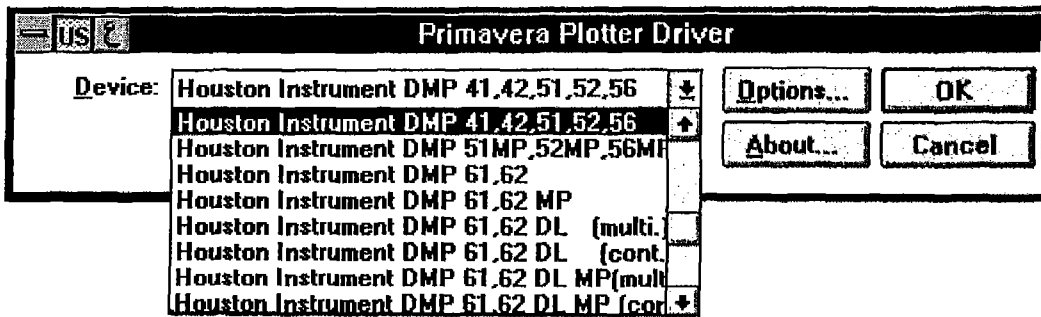 US Primavera Plotter Driver
Device: Houston Instrument DMP 41,42,51,52,56 Options... OK
Houston Instrument DMP 41,42,51,52,56
Houston Instrument DMP 51MP,52MP,56MP About... Cancel
Houston Instrument DMP 61,62
Houston Instrument DMP 61,62 MP
Houston Instrument DMP 61,62 DL (multi.)
Houston Instrument DMP 61,62 DL (cont.
Houston Instrument DMP 61,62 DL MP(mult
Houston Instrument DMP 61,62 DL MP (con